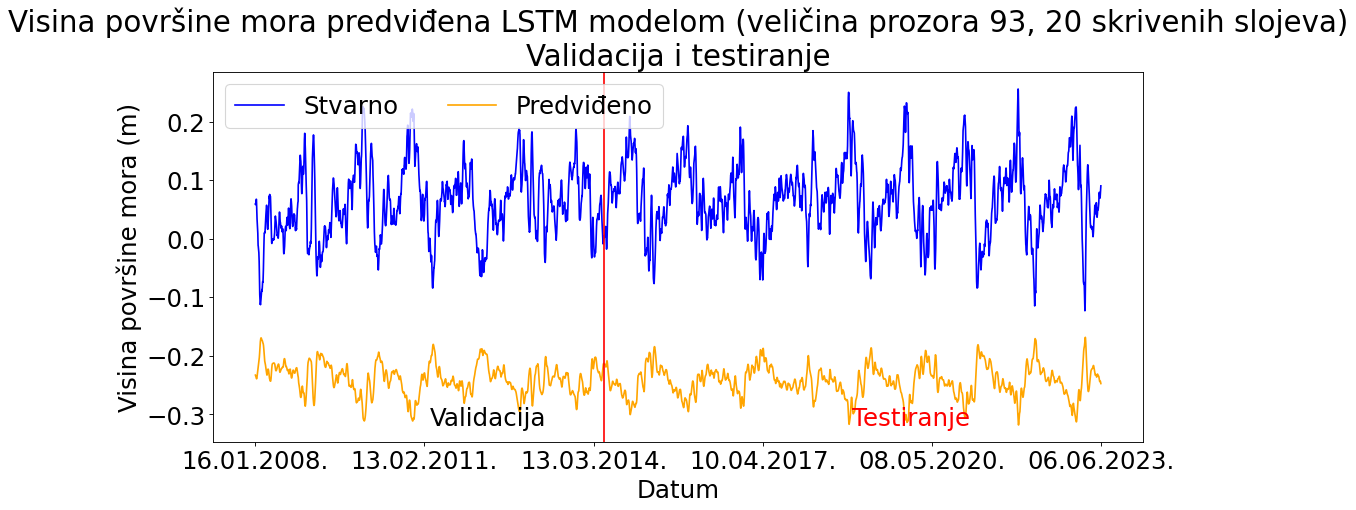 Visina površine mora predviđena LSTM modelom (veličina prozora 93, 20 skrivenih slojeva)
Validacija i testiranje
Stvarno
Predviđeno
Visina površine mora (m)
0.2
0.1
0.0
−0.1
−0.2
−0.3
Validacija
Testiranje
16.01.2008.
13.02.2011.
13.03.2014.
10.04.2017.
08.05.2020.
06.06.2023.
Datum